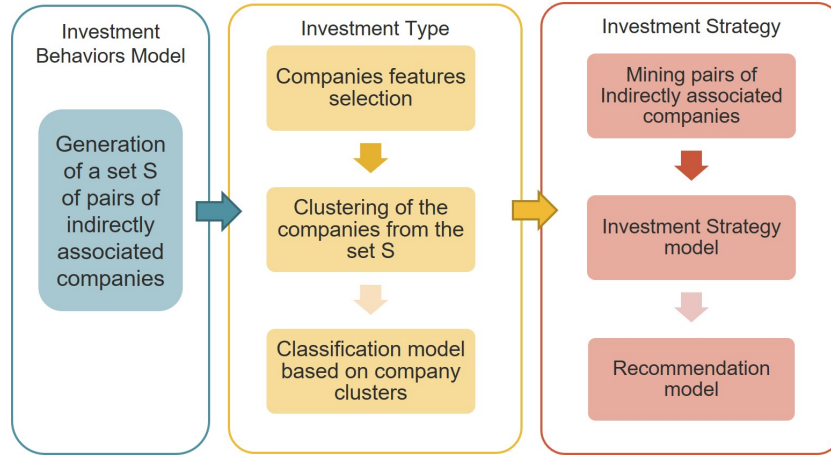 Investment
Behaviors Model
Generation
of a set S
of pairs of
indirectly
associated
companies
Investment Type
Companies features
selection
Clustering of the
companies from the
set S
Classification model
based on company
clusters
Investment Strategy
Mining pairs of
Indirectly associated
companies
Investment Strategy
model
Recommendation
model